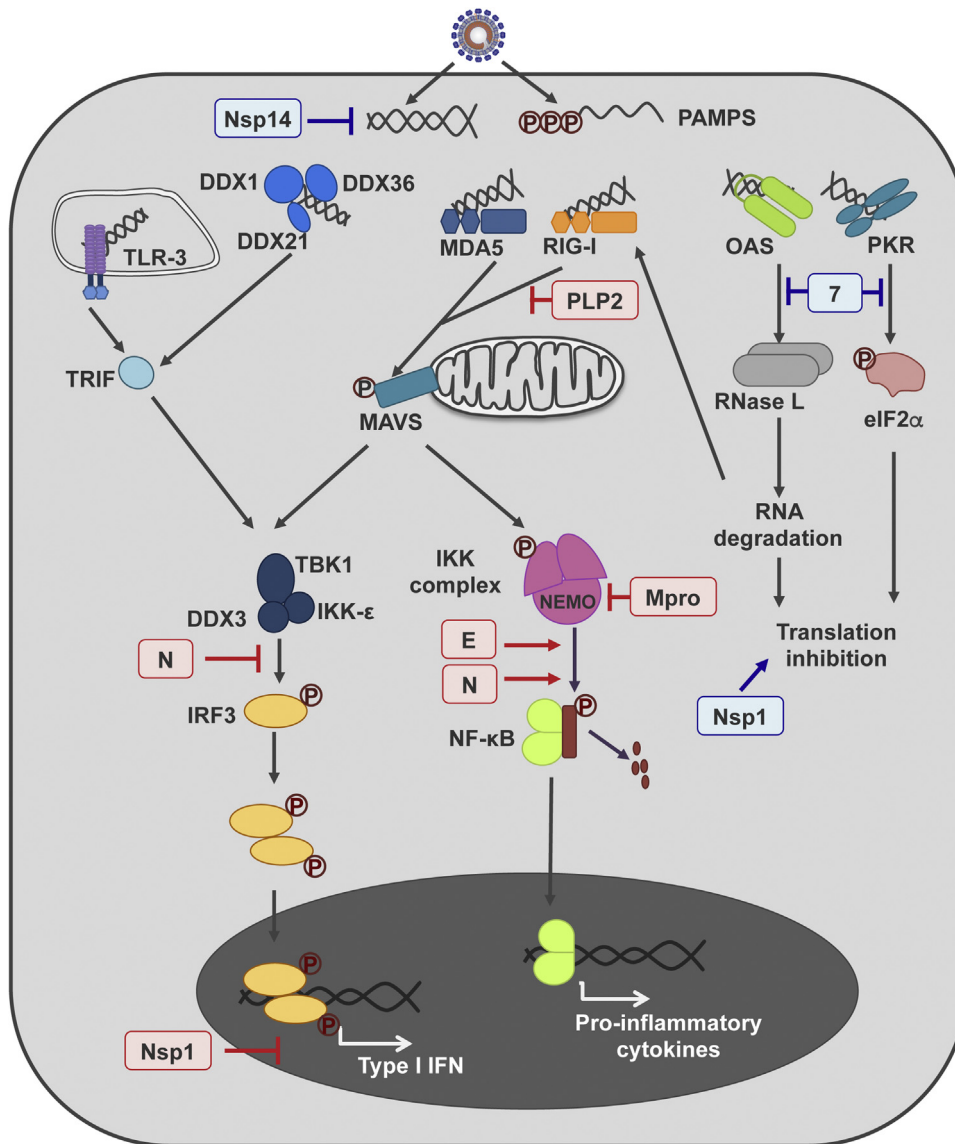 Nsp14
PPP
PAMPS
DDX1
DDX36
DDX21
TLR-3
MDA5
RIG-I
OAS
PKR
PLP2
7
TRIF
P
MAVS
RNase L
P
eIF2α
RNA
degradation
TBK1
IKK-ε
DDX3
IKK
complex
P
NEMO
Mpro
N
E
N
Translation
inhibition
Nsp1
IRF3
P
NF-κB
P
P
P
P
P
Nsp1
Type I IFN
Pro-inflammatory
cytokines